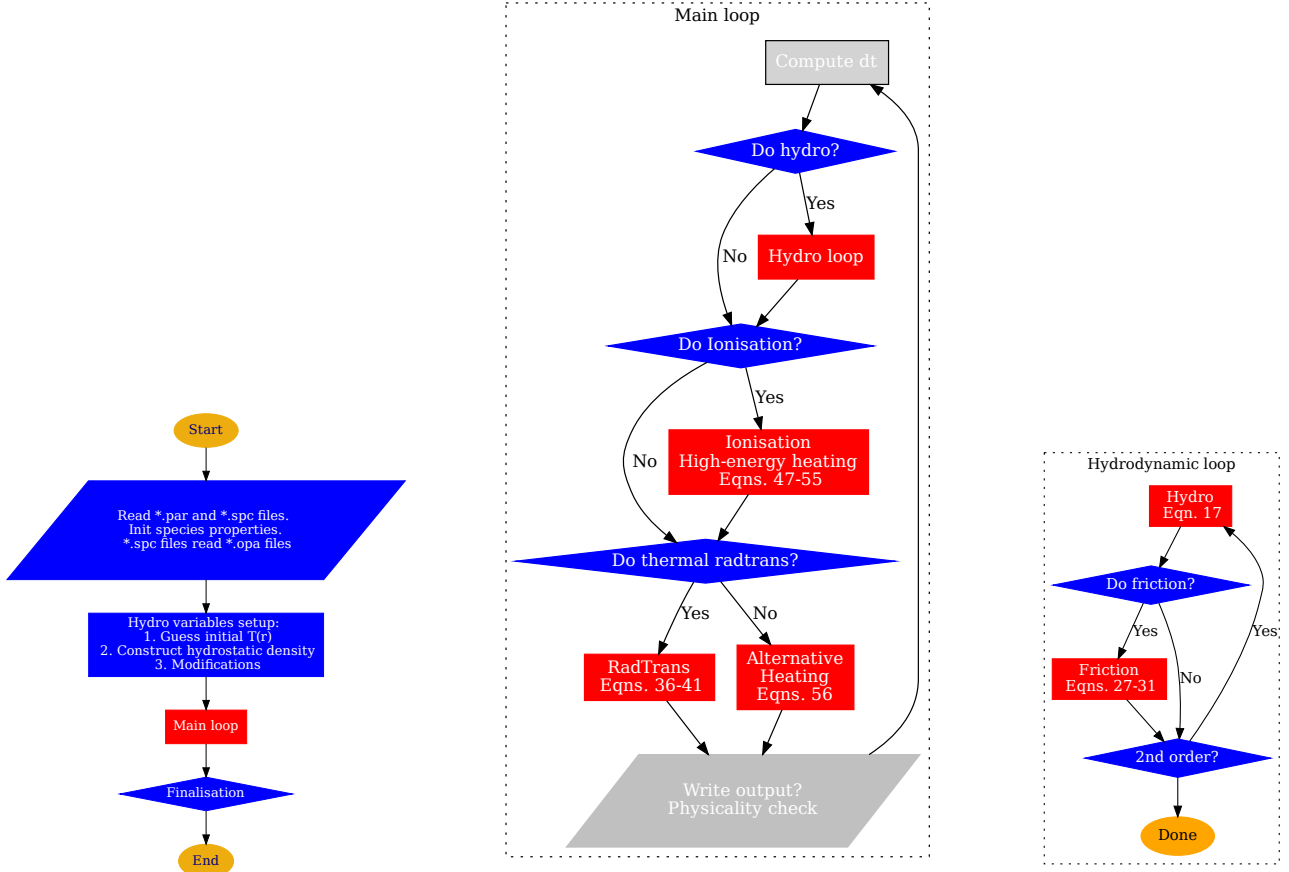 Start
Read *.par and *.spc files.
Init species properties.
*.spc files read *.opa files
Hydro variables setup:
1. Guess initial T(r)
2. Construct hydrostatic density
3. Modifications
Main loop
Finalisation
End
Main loop
Compute dt
Do hydro?
Yes
No
Hydro loop
Do Ionisation?
Yes
No
Ionisation
High-energy heating
Eqns. 47-55
Do thermal radtrans?
Yes
No
RadTrans
Eqns. 36-41
Alternative
Heating
Eqns. 56
Write output?
Physicality check
Hydrodynamic loop
Hydro
Eqn. 17
Do friction?
Yes
Yes
Friction
Eqns. 27-31
No
2nd order?
Done